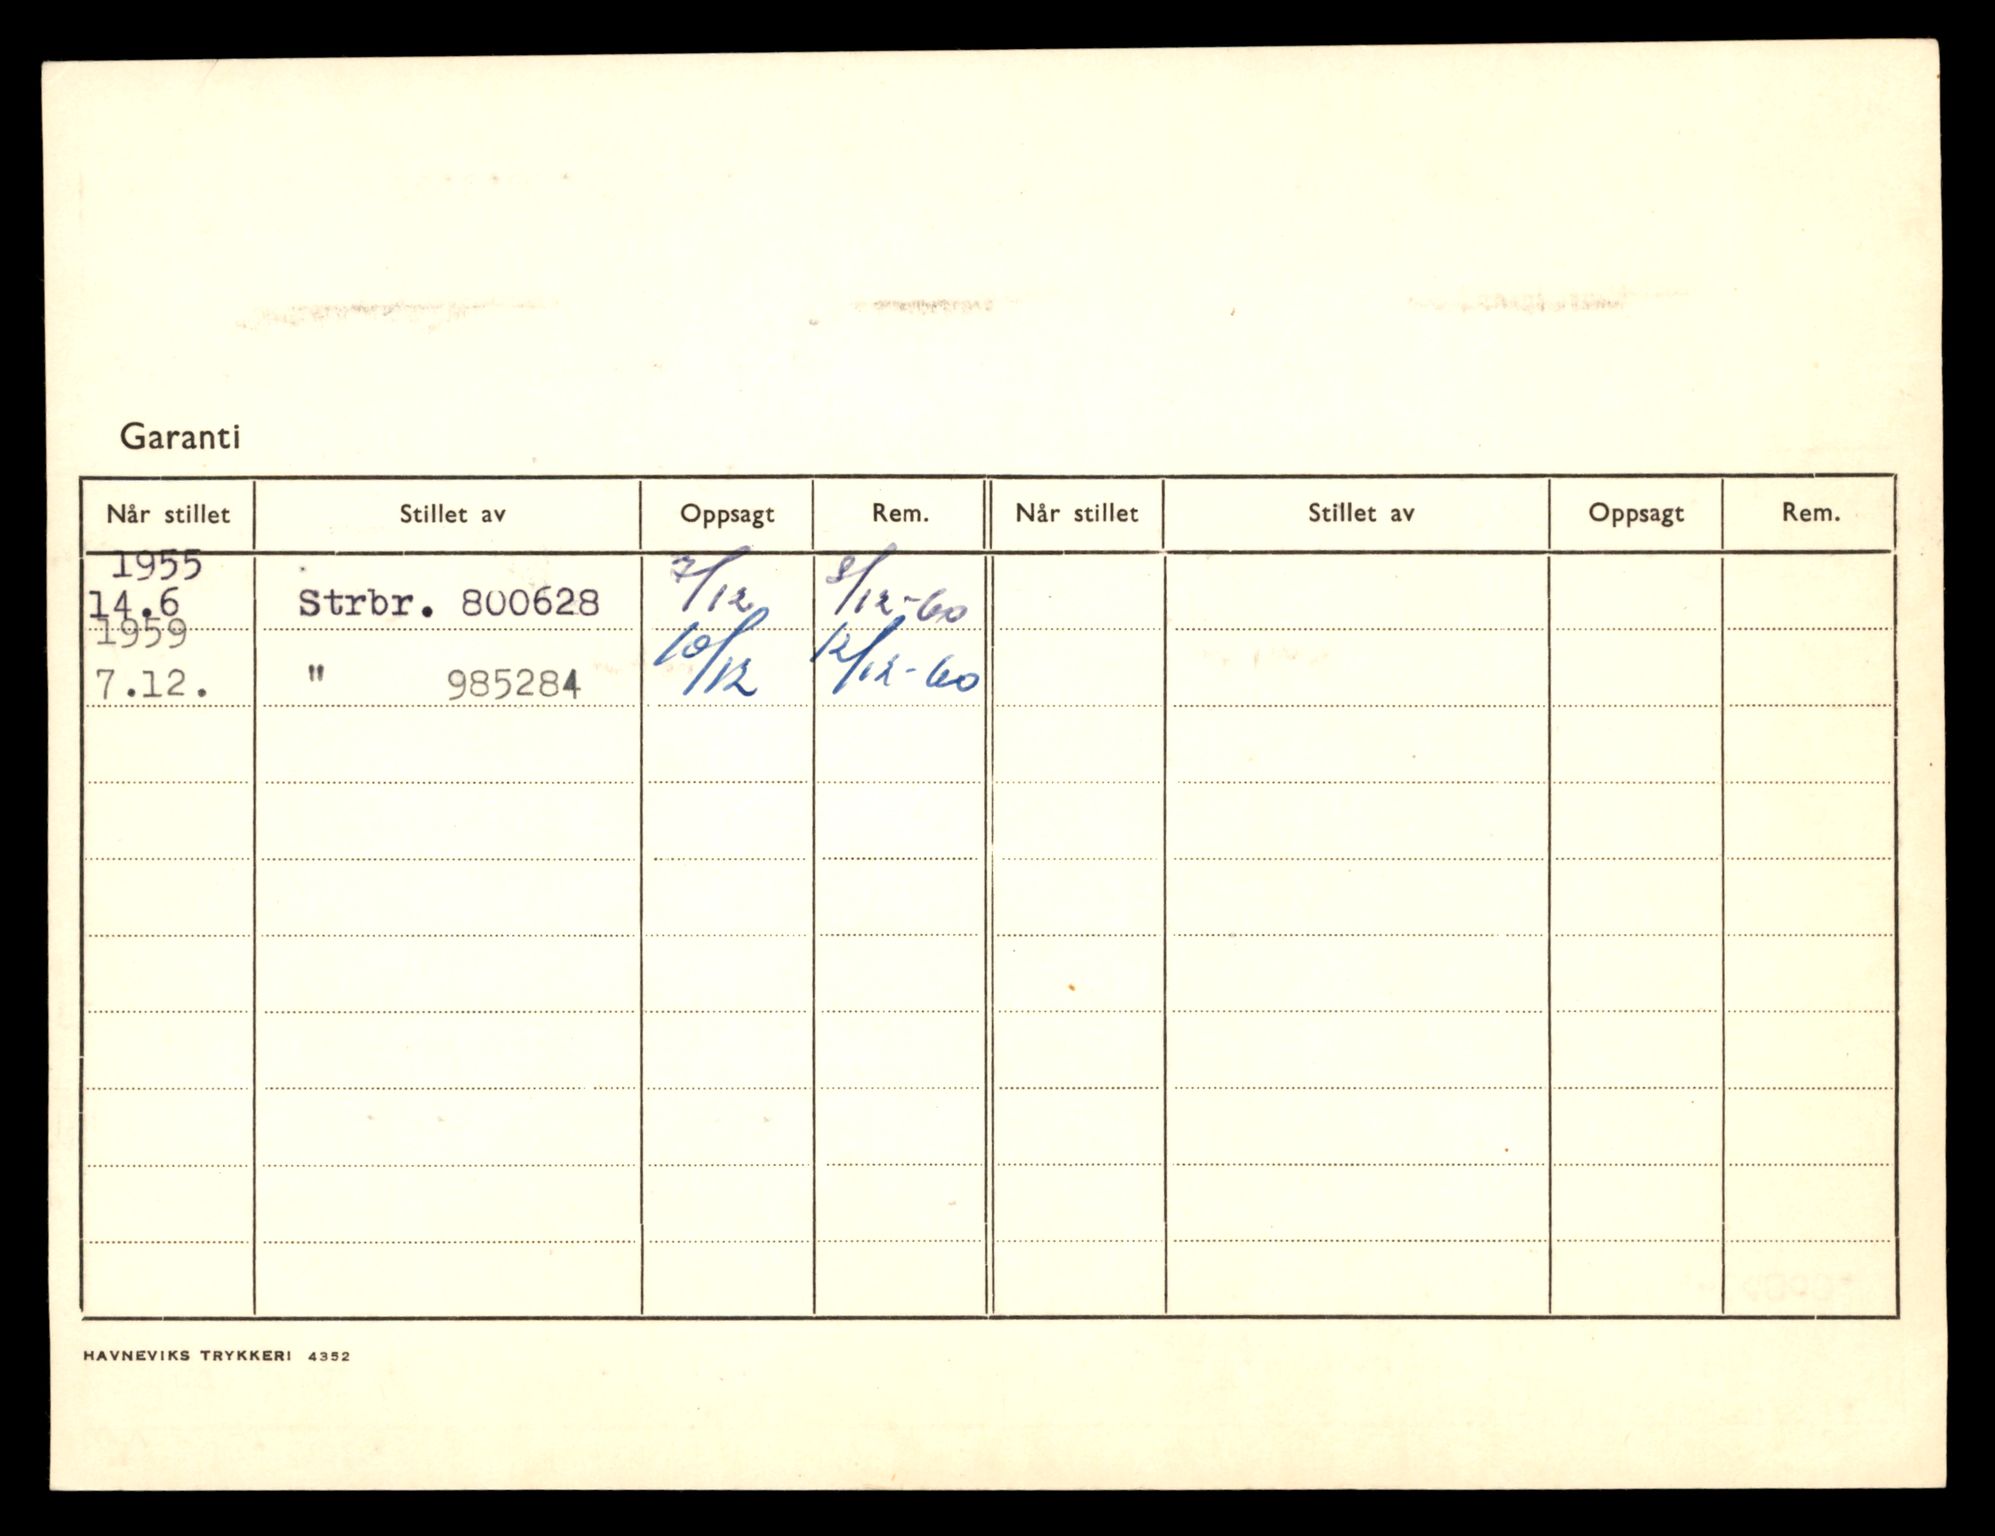 Garanti
Når stillet Stillet av Oppsagt Rem. Når stillet Stillet av Oppsagt Rem.
1955
14.6 Strbr. 800628 7/12 8/12-60
1959
7.12. " 985284 10/12 12/12-60
HAVNEVIKS TRYKKERI 4352